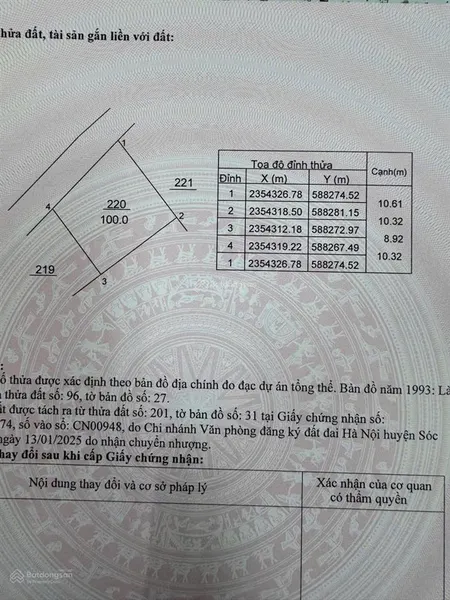 hửa đất, tài sản gắn liền với đất:
1
221
220
100.0
4
2
219
3
Tọa độ đỉnh thửa
Cạnh(m)
Đỉnh X (m) Y (m)
1 2354326.78 588274.52
10.61
2 2354318.50 588281.15
10.32
3 2354312.18 588272.97
8.92
4 2354319.22 588267.49
10.32
1 2354326.78 588274.52
:
ố thửa được xác định theo bản đồ địa chính đo đạc dự án tổng thể. Bản đồ năm 1993: Là
thửa đất số: 96, tờ bản đồ số: 27.
ất được tách ra từ thửa đất số: 201, tờ bản đồ số: 31 tại Giấy chứng nhận số:
74, số vào sổ: CN00948, do Chi nhánh Văn phòng đăng ký đất đai Hà Nội huyện Sóc
ngày 13/01/2025 do nhận chuyển nhượng.
hay đổi sau khi cấp Giấy chứng nhận:
Nội dung thay đổi và cơ sở pháp lý
Xác nhận của cơ quan
có thẩm quyền
Batdongsan